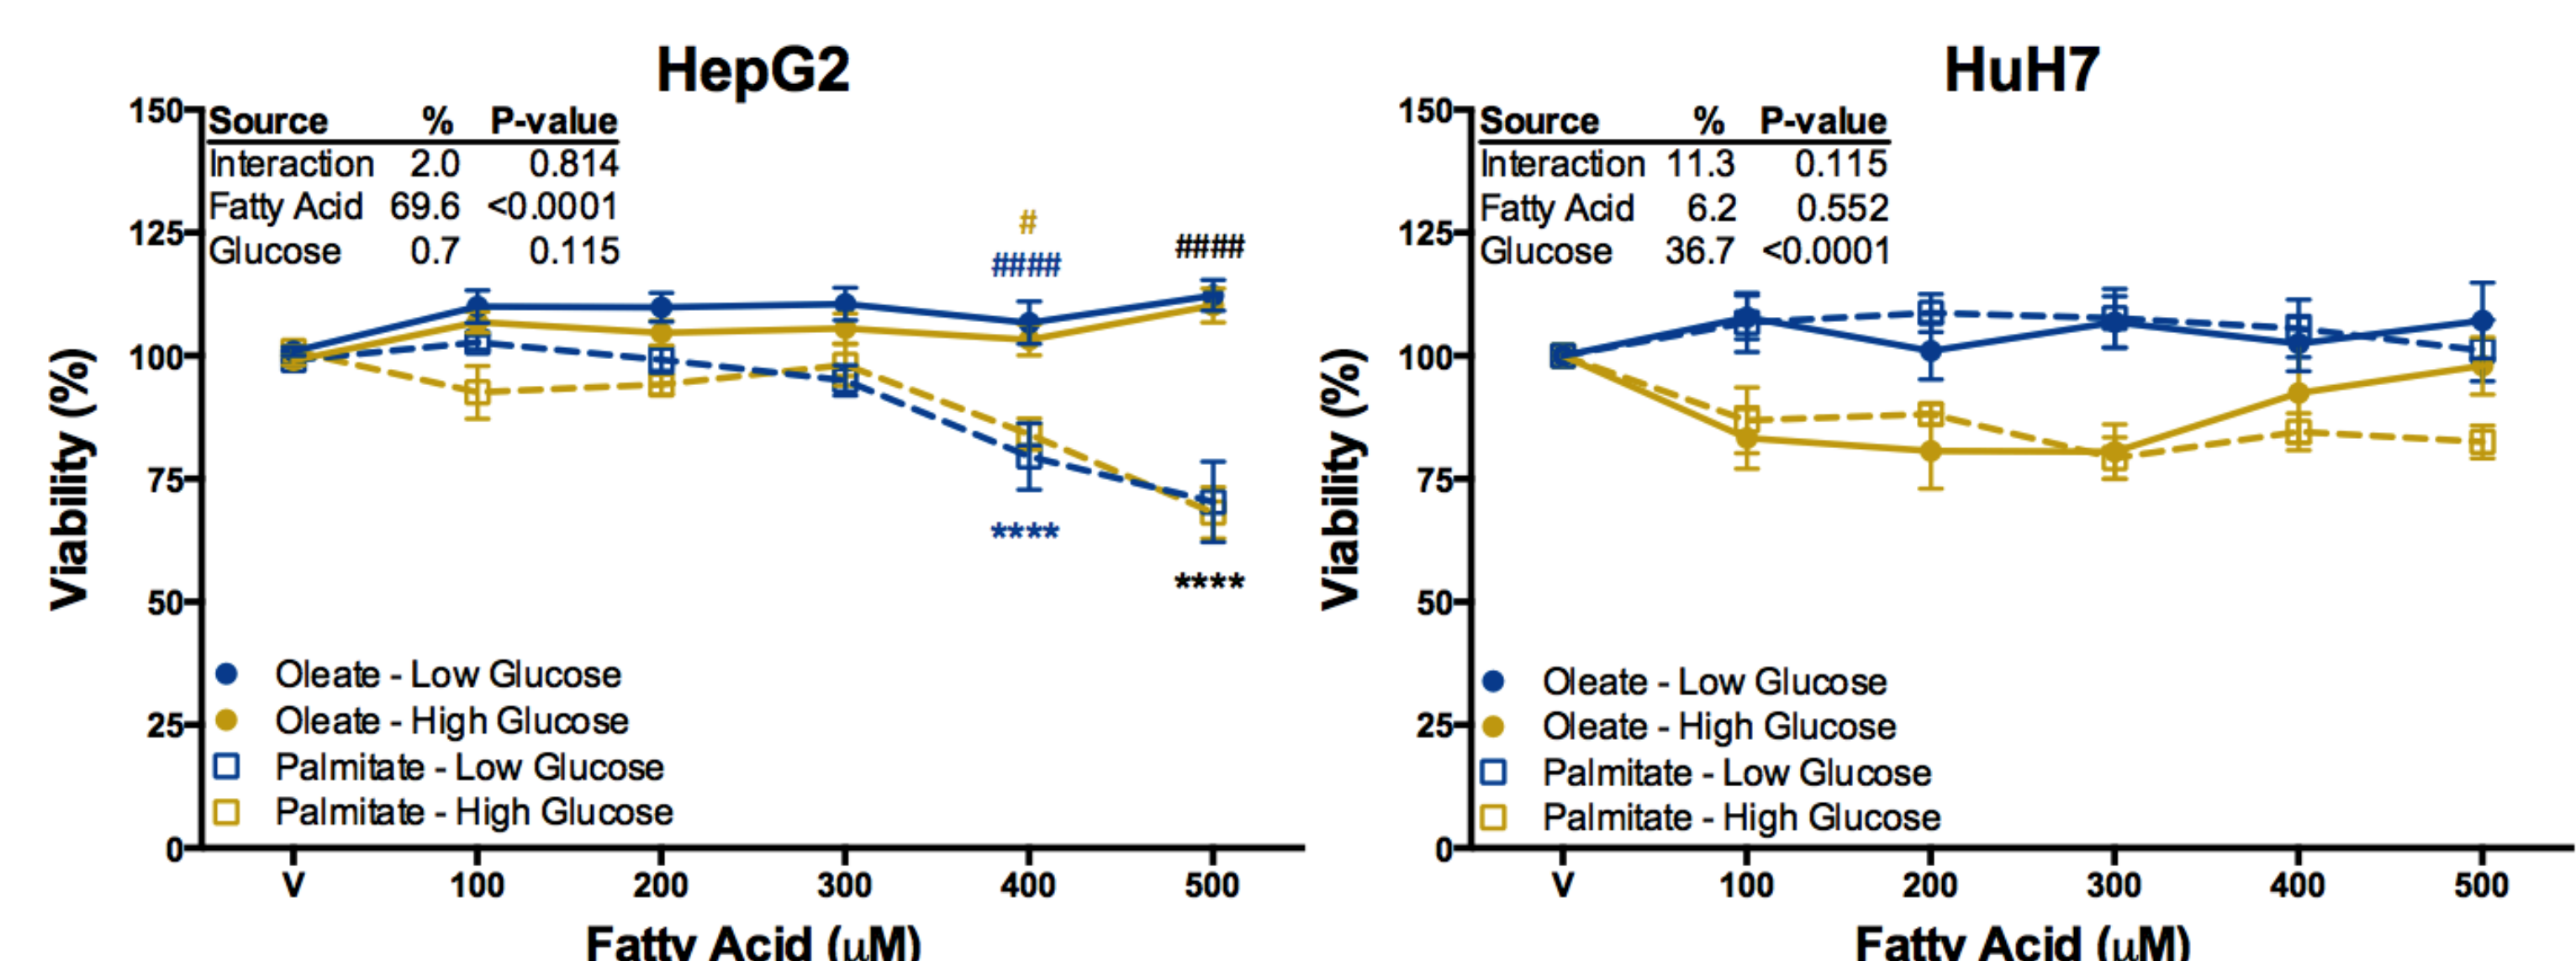 HepG2
150
125
100
75
50
25
0
Viability (%)
Source % P-value
Interaction 2.0 0.814
Fatty Acid 69.6 <0.0001
Glucose 0.7 0.115
#
####
####
****
****
Oleate - Low Glucose
Oleate - High Glucose
Palmitate - Low Glucose
Palmitate - High Glucose
V 100 200 300 400 500
Fatty Acid (μM)
HuH7
150
125
100
75
50
25
0
Viability (%)
Source % P-value
Interaction 11.3 0.115
Fatty Acid 6.2 0.552
Glucose 36.7 <0.0001
Oleate - Low Glucose
Oleate - High Glucose
Palmitate - Low Glucose
Palmitate - High Glucose
V 100 200 300 400 500
Fatty Acid (μM)